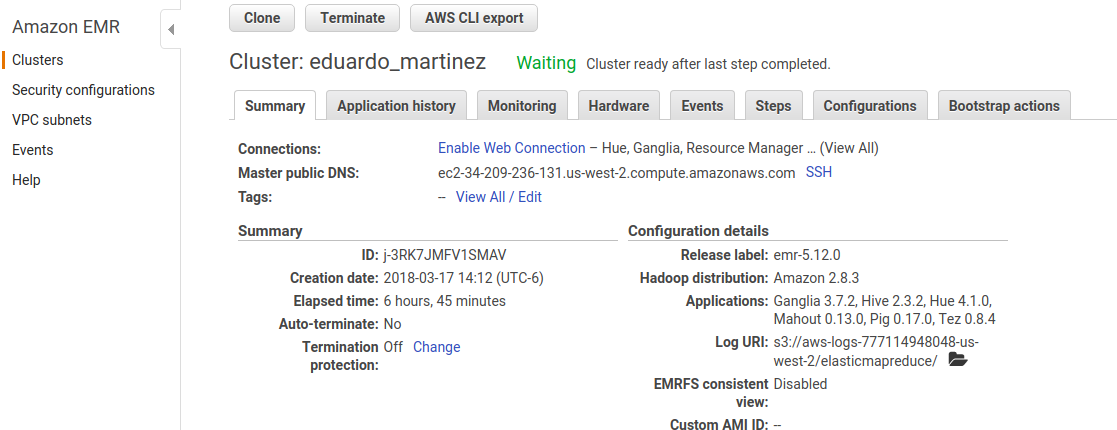 Amazon EMR
Clusters
Security configurations
VPC subnets
Events
Help
Clone Terminate AWS CLI export
Cluster: eduardo_martinez Waiting Cluster ready after last step completed.
Summary Application history Monitoring Hardware Events Steps Configurations Bootstrap actions
Connections: Enable Web Connection – Hue, Ganglia, Resource Manager ... (View All)
Master public DNS: ec2-34-209-236-131.us-west-2.compute.amazonaws.com SSH
Tags: -- View All / Edit
Summary
ID: j-3RK7JMFV1SMAV
Creation date: 2018-03-17 14:12 (UTC-6)
Elapsed time: 6 hours, 45 minutes
Auto-terminate: No
Termination Off Change
protection:
Configuration details
Release label: emr-5.12.0
Hadoop distribution: Amazon 2.8.3
Applications: Ganglia 3.7.2, Hive 2.3.2, Hue 4.1.0,
Mahout 0.13.0, Pig 0.17.0, Tez 0.8.4
Log URI: s3://aws-logs-777114948048-us-
west-2/elasticmapreduce/
EMRFS consistent Disabled
view:
Custom AMI ID: --